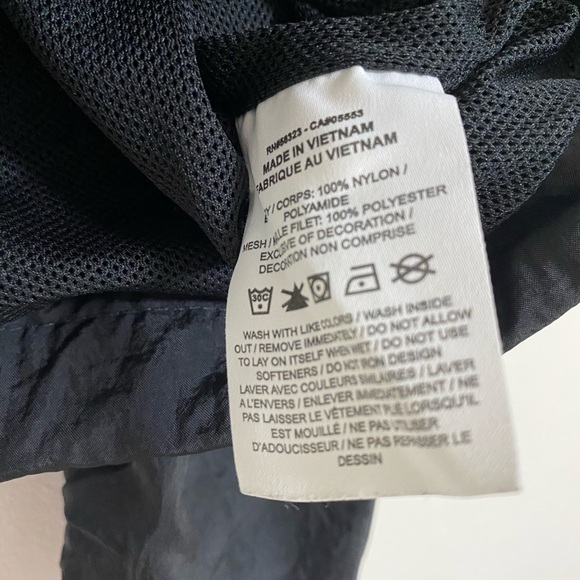 RN#56323 - CA#05553
MADE IN VIETNAM
FABRIQUE AU VIETNAM
/ CORPS: 100% NYLON /
POLYAMIDE
MESH / FILET: 100% POLYESTER
EXCLUSIVE OF DECORATION /
DECORATION NON COMPRISE
30C
WASH WITH LIKE COLORS / WASH INSIDE
OUT / REMOVE IMMEDIATELY / DO NOT ALLOW
TO LAY ON ITSELF WHEN WET / DO NOT USE
SOFTENERS / DO NOT IRON DESIGN
LAVER AVEC COULEURS SIMILAIRES / LAVER
A L'ENVERS / ENLEVER IMMEDIATEMENT / NE
PAS LAISSER LE VÊTEMENT PLIE LORSQU'IL
EST MOUILLÉ / NE PAS UTILISER
D'ADOUCISSEUR / NE PAS REPASSER LE
DESSIN